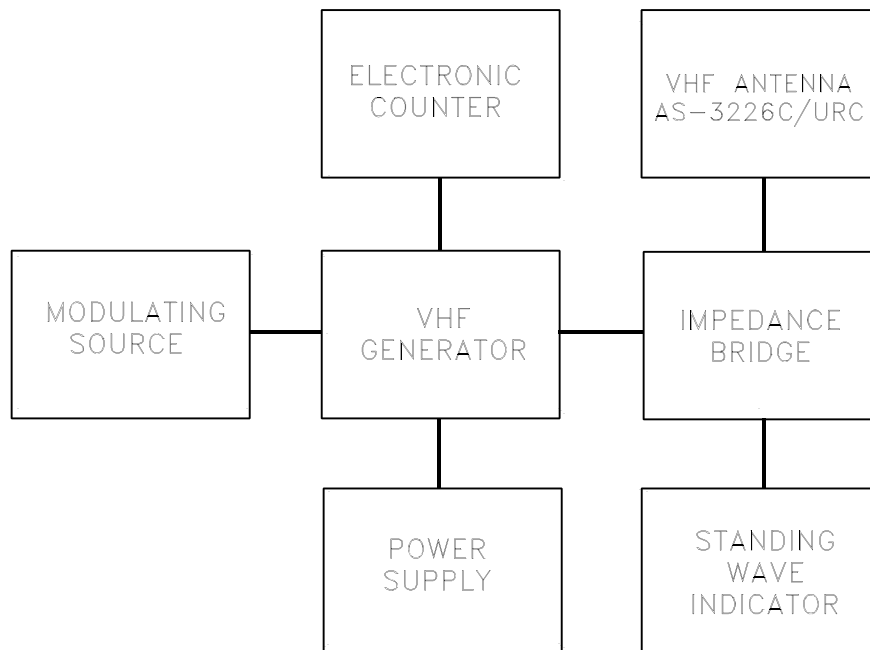 ELECTRONIC
COUNTER
VHF ANTENNA
AS-3226C/URC
MODULATING
SOURCE
VHF
GENERATOR
IMPEDANCE
BRIDGE
POWER
SUPPLY
STANDING
WAVE
INDICATOR